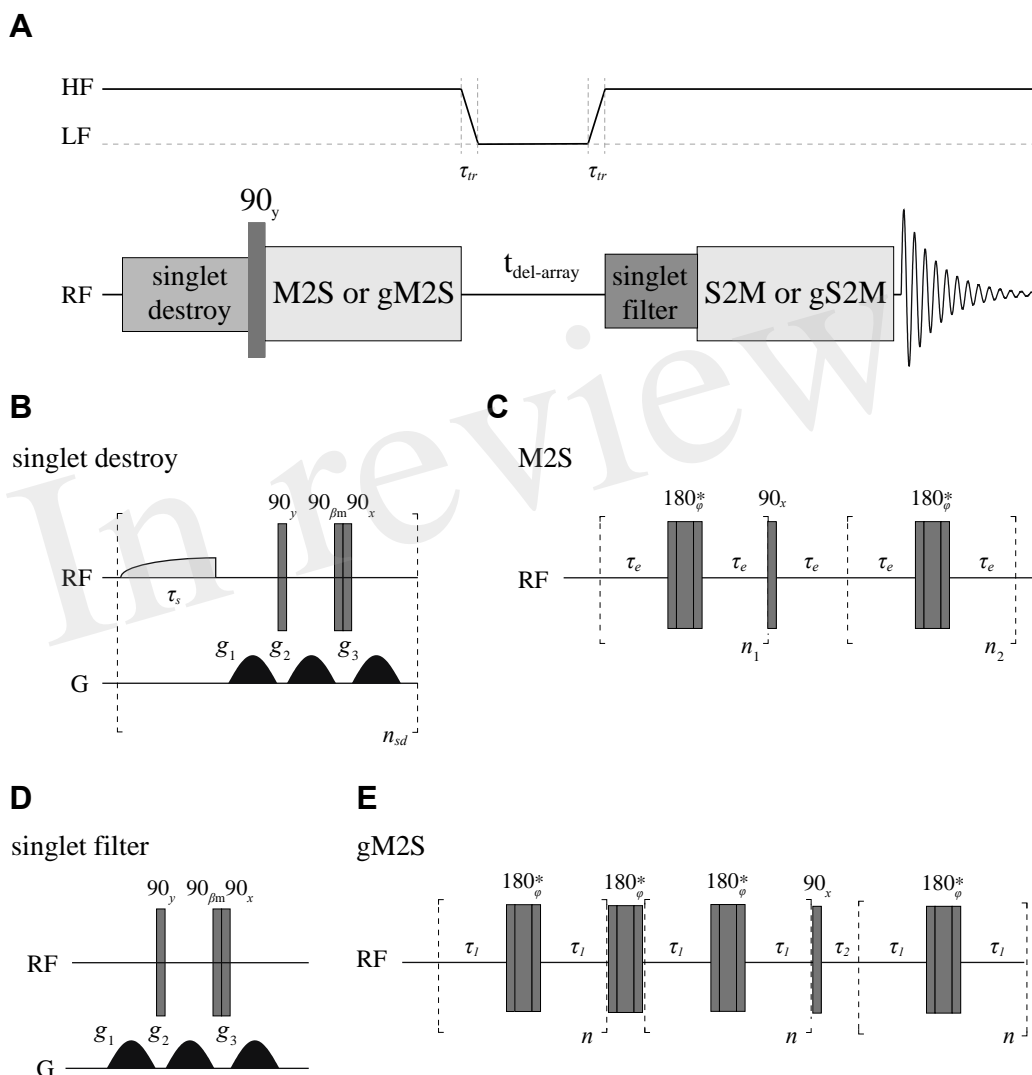 A
HF
LF
τtr τtr
90y
RF singlet destroy M2S or gM2S tdel-array singlet filter S2M or gS2M
In review
B
singlet destroy
90y 90βm 90x
RF
τs
g1 g2 g3
G
nsd
C
M2S
180*φ 90x 180*φ
RF τe τe τe τe τe
n1 n2
D
singlet filter
90y 90βm 90x
RF
g1 g2 g3
G
E
gM2S
180*φ 180*φ 180*φ 90x 180*φ
RF τ1 τ1 τ1 τ1 τ2 τ1 τ1
n n n2